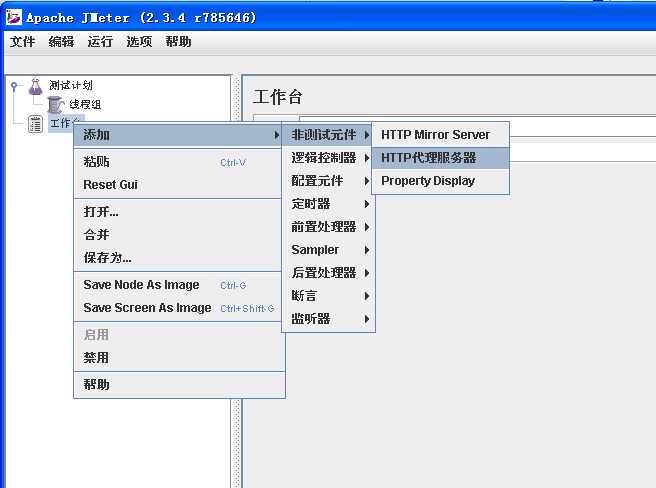 Apache JMeter (2.3.4 r785646)
文件 编辑 运行 选项 帮助
测试计划
线程组
工作台
工作台
添加
粘贴 Ctrl-V
Reset Gui
打开...
合并
保存为...
Save Node As Image Ctrl-G
Save Screen As Image Ctrl+Shift-G
启用
禁用
帮助
非测试元件
逻辑控制器
配置元件
定时器
前置处理器
Sampler
后置处理器
断言
监听器
HTTP Mirror Server
HTTP代理服务器
Property Display